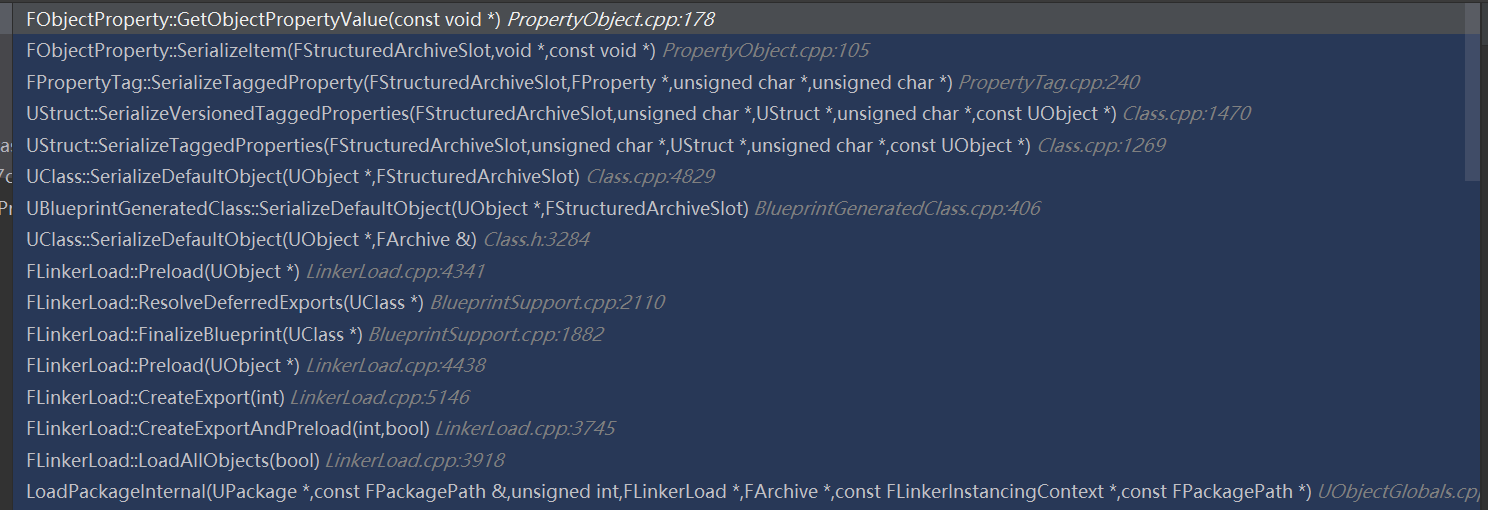 FObjectProperty::GetObjectPropertyValue(const void *) PropertyObject.cpp:178
FObjectProperty::SerializeItem(FStructuredArchiveSlot,void *,const void *) PropertyObject.cpp:105
FPropertyTag::SerializeTaggedProperty(FStructuredArchiveSlot,FProperty *,unsigned char *,unsigned char *) PropertyTag.cpp:240
UStruct::SerializeVersionedTaggedProperties(FStructuredArchiveSlot,unsigned char *,UStruct *,unsigned char *,const UObject *) Class.cpp:1470
UStruct::SerializeTaggedProperties(FStructuredArchiveSlot,unsigned char *,UStruct *,unsigned char *,const UObject *) Class.cpp:1269
UClass::SerializeDefaultObject(UObject *,FStructuredArchiveSlot) Class.cpp:4829
UBlueprintGeneratedClass::SerializeDefaultObject(UObject *,FStructuredArchiveSlot) BlueprintGeneratedClass.cpp:406
UClass::SerializeDefaultObject(UObject *,FArchive &) Class.h:3284
FLinkerLoad::Preload(UObject *) LinkerLoad.cpp:4341
FLinkerLoad::ResolveDeferredExports(UClass *) BlueprintSupport.cpp:2110
FLinkerLoad::FinalizeBlueprint(UClass *) BlueprintSupport.cpp:1882
FLinkerLoad::Preload(UObject *) LinkerLoad.cpp:4438
FLinkerLoad::CreateExport(int) LinkerLoad.cpp:5146
FLinkerLoad::CreateExportAndPreload(int,bool) LinkerLoad.cpp:3745
FLinkerLoad::LoadAllObjects(bool) LinkerLoad.cpp:3918
LoadPackageInternal(UPackage *,const FPackagePath &,unsigned int,FLinkerLoad *,FArchive *,const FLinkerInstancingContext *,const FPackagePath *) UObjectGlobals.cp